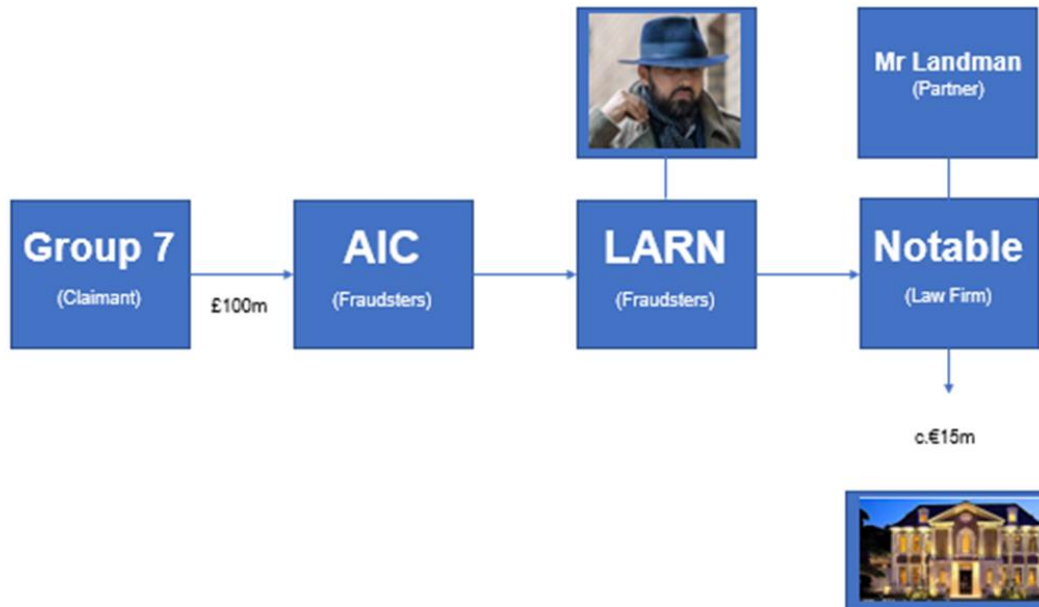 Mr Landman
(Partner)
Group 7
(Claimant)
£100m
AIC
(Fraudsters)
LARN
(Fraudsters)
Notable
(Law Firm)
c.€15m